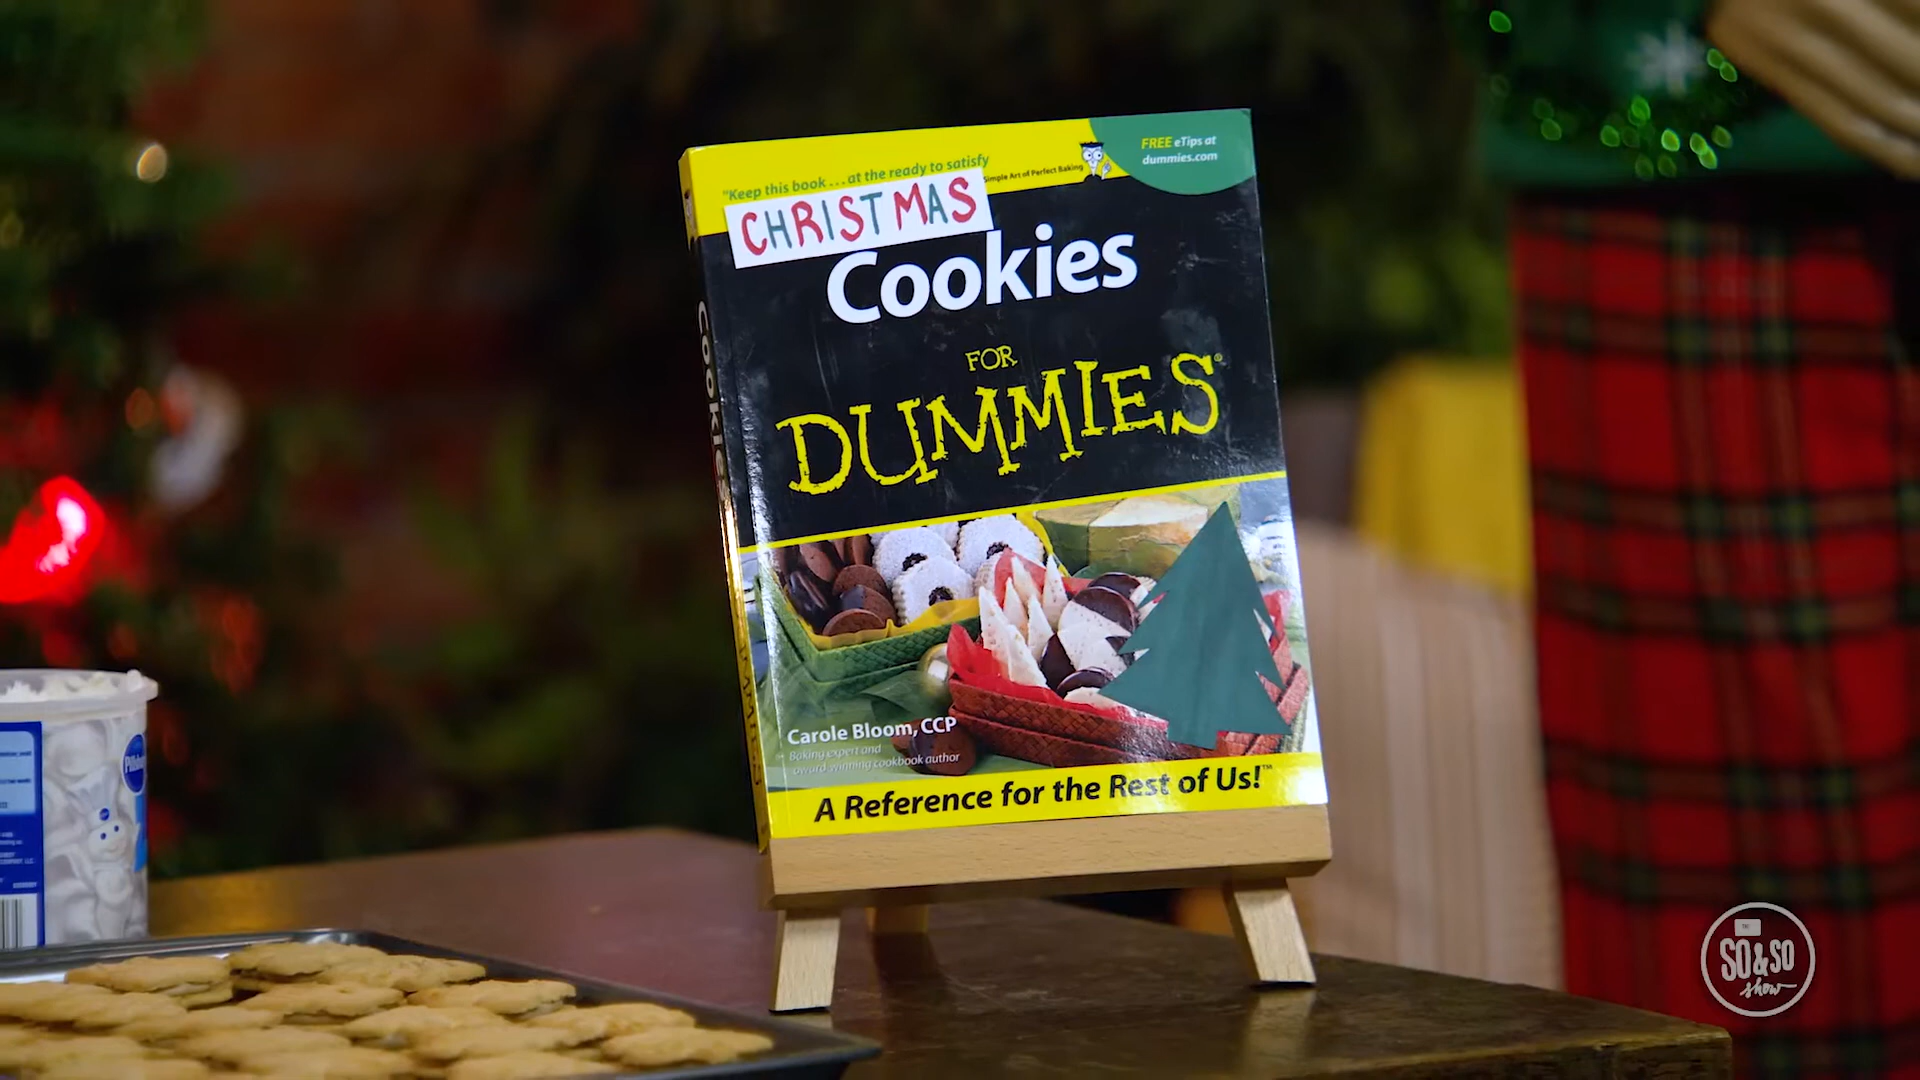 "Keep this book... at the ready to satisfy
Simple Art of Perfect Baking
FREE eTips at
dummies.com
CHRISTMAS
Cookies
FOR
DUMMIES®
Carole Bloom, CCP
Baking expert and
award-winning cookbook author
A Reference for the Rest of Us!™
COOKIES
DUMMIES
SO & SO
show